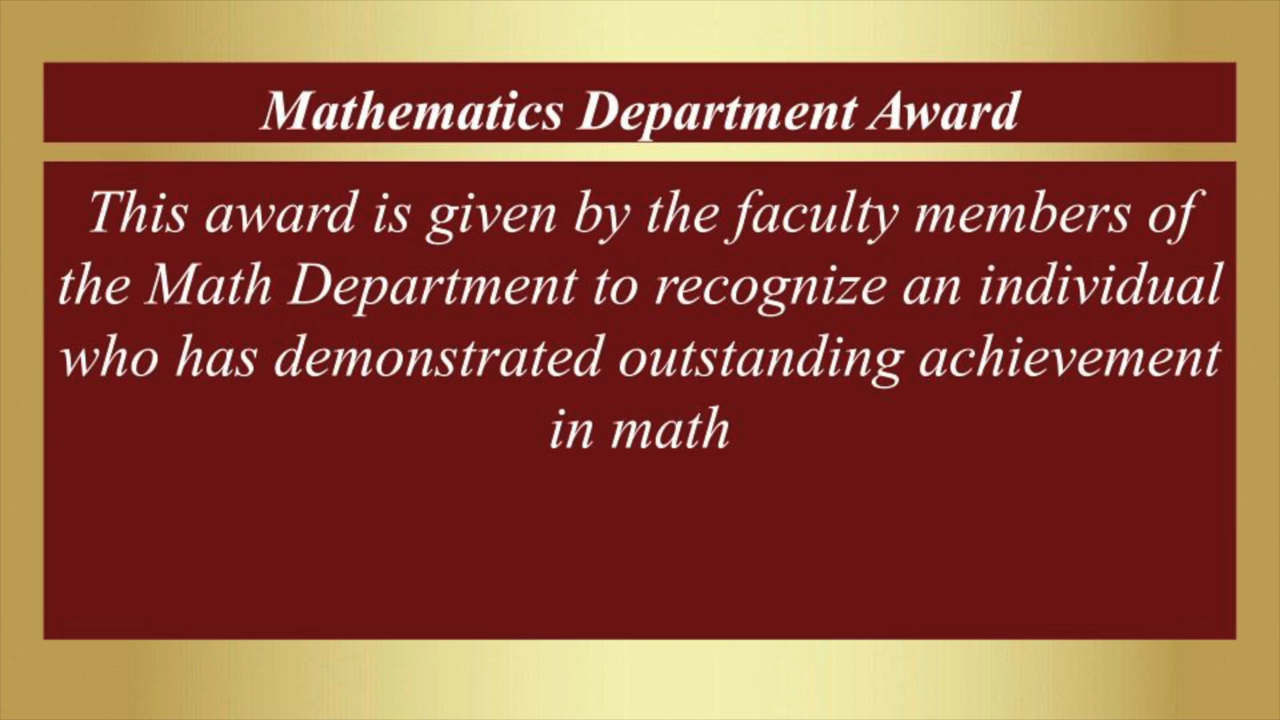 Mathematics Department Award
This award is given by the faculty members of
the Math Department to recognize an individual
who has demonstrated outstanding achievement
in math